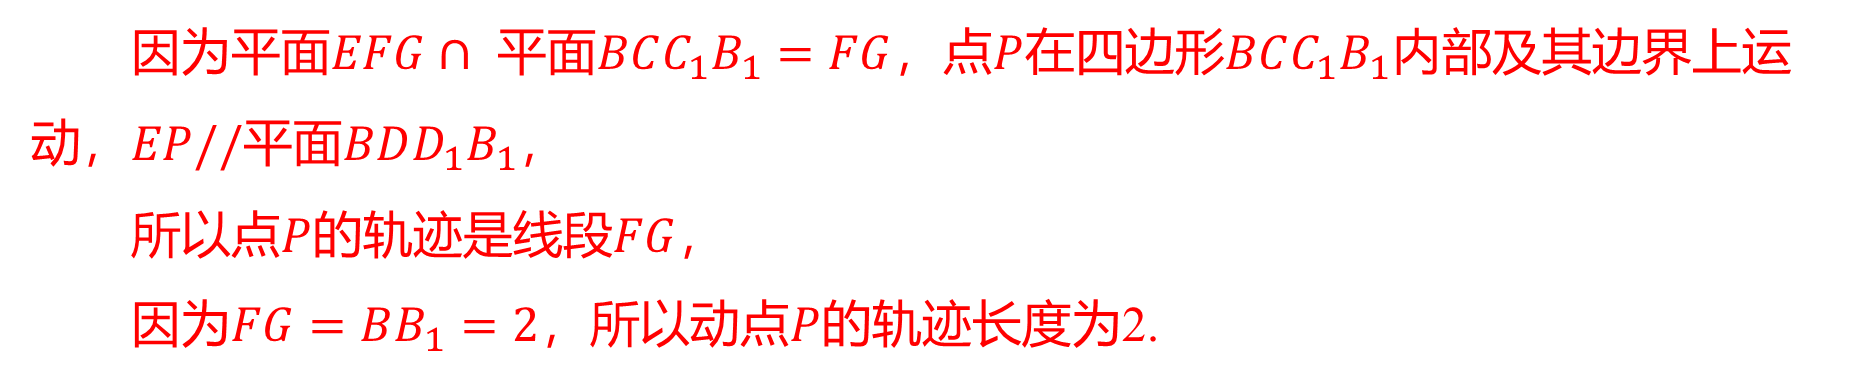 因为平面EFG ∩ 平面BCC₁B₁ = FG，点P在四边形BCC₁B₁内部及其边界上运
动，EP//平面BDD₁B₁，
所以点P的轨迹是线段FG，
因为FG = BB₁ = 2，所以动点P的轨迹长度为2.